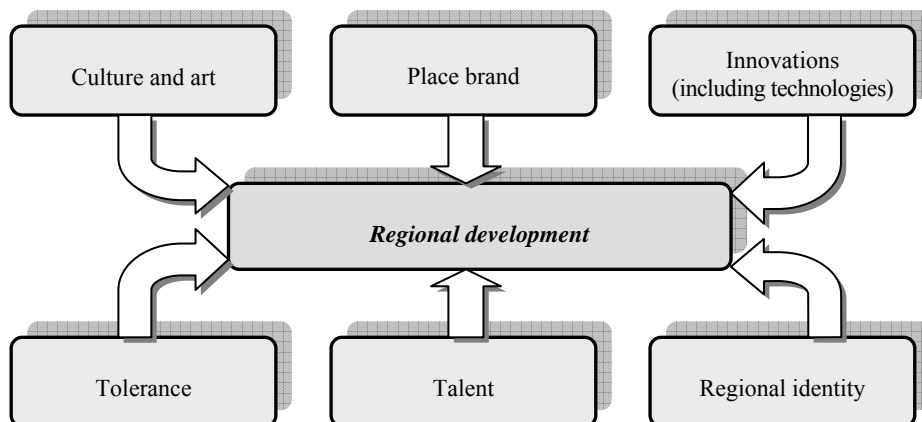 Culture and art
Place brand
Innovations
(including technologies)
Regional development
Tolerance
Talent
Regional identity